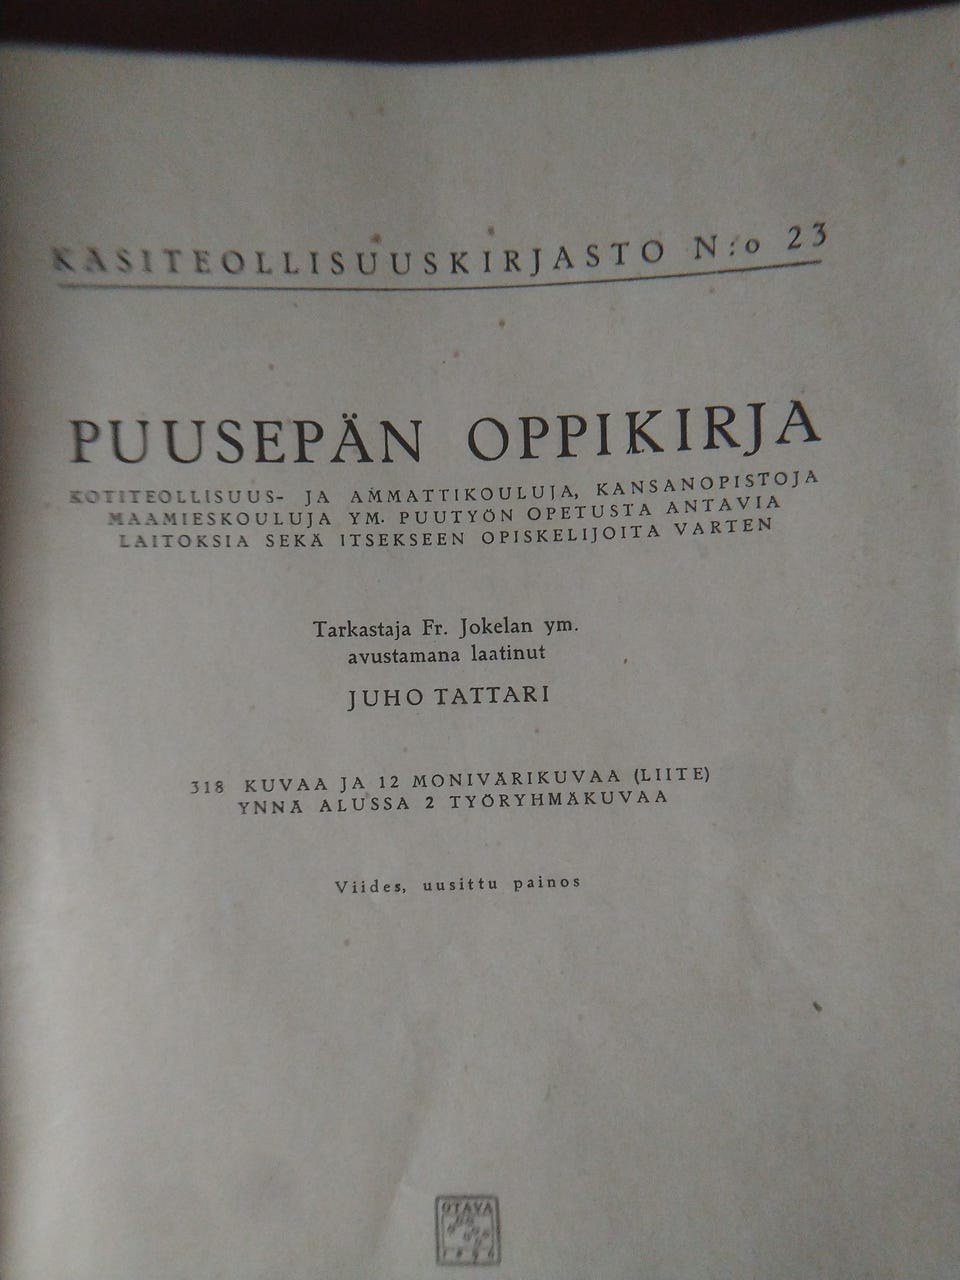 KÄSITEOLLISUUSKIRJASTO N:o 23
PUUSEPÄN OPPIKIRJA
KOTITEOLLISUUS- JA AMMATTIKOULUJA, KANSANOPISTOJA
MAAMIESKOULUJA YM. PUUTYÖN OPETUSTA ANTAVIA
LAITOKSIA SEKÄ ITSEKSEEN OPISKELIJOITA VARTEN
Tarkastaja Fr. Jokelan ym.
avustamana laatinut
JUHO TATTARI
318 KUVAA JA 12 MONIVÄRIKUVAA (LIITE)
YNNÄ ALUSSA 2 TYÖRYHMÄKUVAA
Viides, uusittu painos
OTAVA
1890